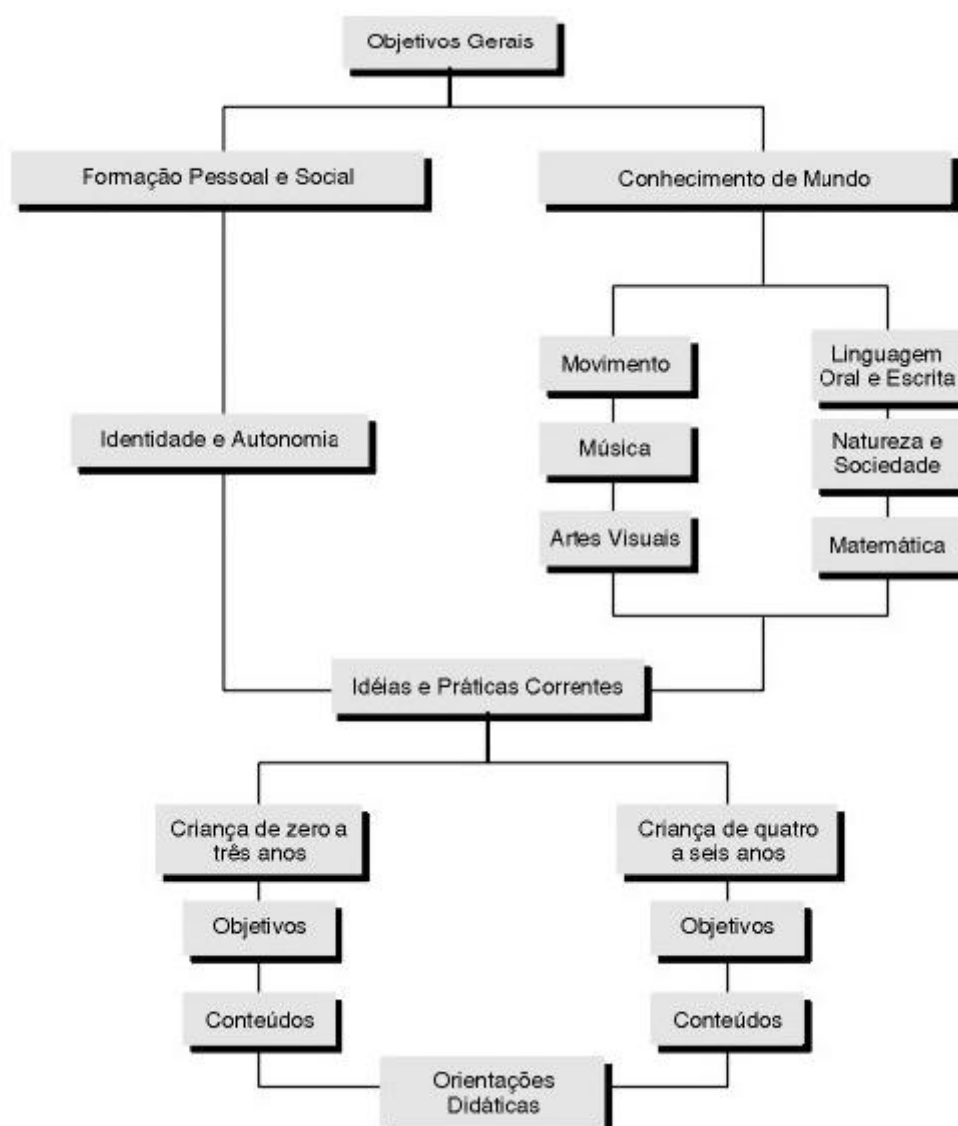 Objetivos Gerais
Formação Pessoal e Social
Conhecimento de Mundo
Movimento
Linguagem
Oral e Escrita
Identidade e Autonomia
Música
Natureza e
Sociedade
Artes Visuais
Matemática
Idéias e Práticas Correntes
Criança de zero a
três anos
Criança de quatro
a seis anos
Objetivos
Objetivos
Conteúdos
Conteúdos
Orientações
Didáticas